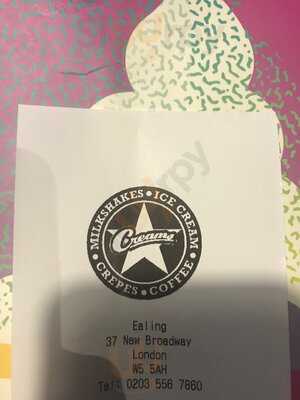 MILKSHAKES • ICE CREAM
Creams
CREPES • COFFEE
Ealing
37 New Broadway
London
W5 5AH
Tel: 0203 556 7860